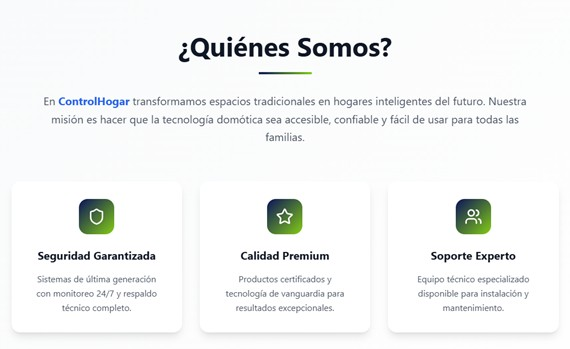 ¿Quiénes Somos?
En ControlHogar transformamos espacios tradicionales en hogares inteligentes del futuro. Nuestra
misión es hacer que la tecnología domótica sea accesible, confiable y fácil de usar para todas las
familias.
Seguridad Garantizada
Sistemas de última generación
con monitoreo 24/7 y respaldo
técnico completo.
Calidad Premium
Productos certificados y
tecnología de vanguardia para
resultados excepcionales.
Soporte Experto
Equipo técnico especializado
disponible para instalación y
mantenimiento.